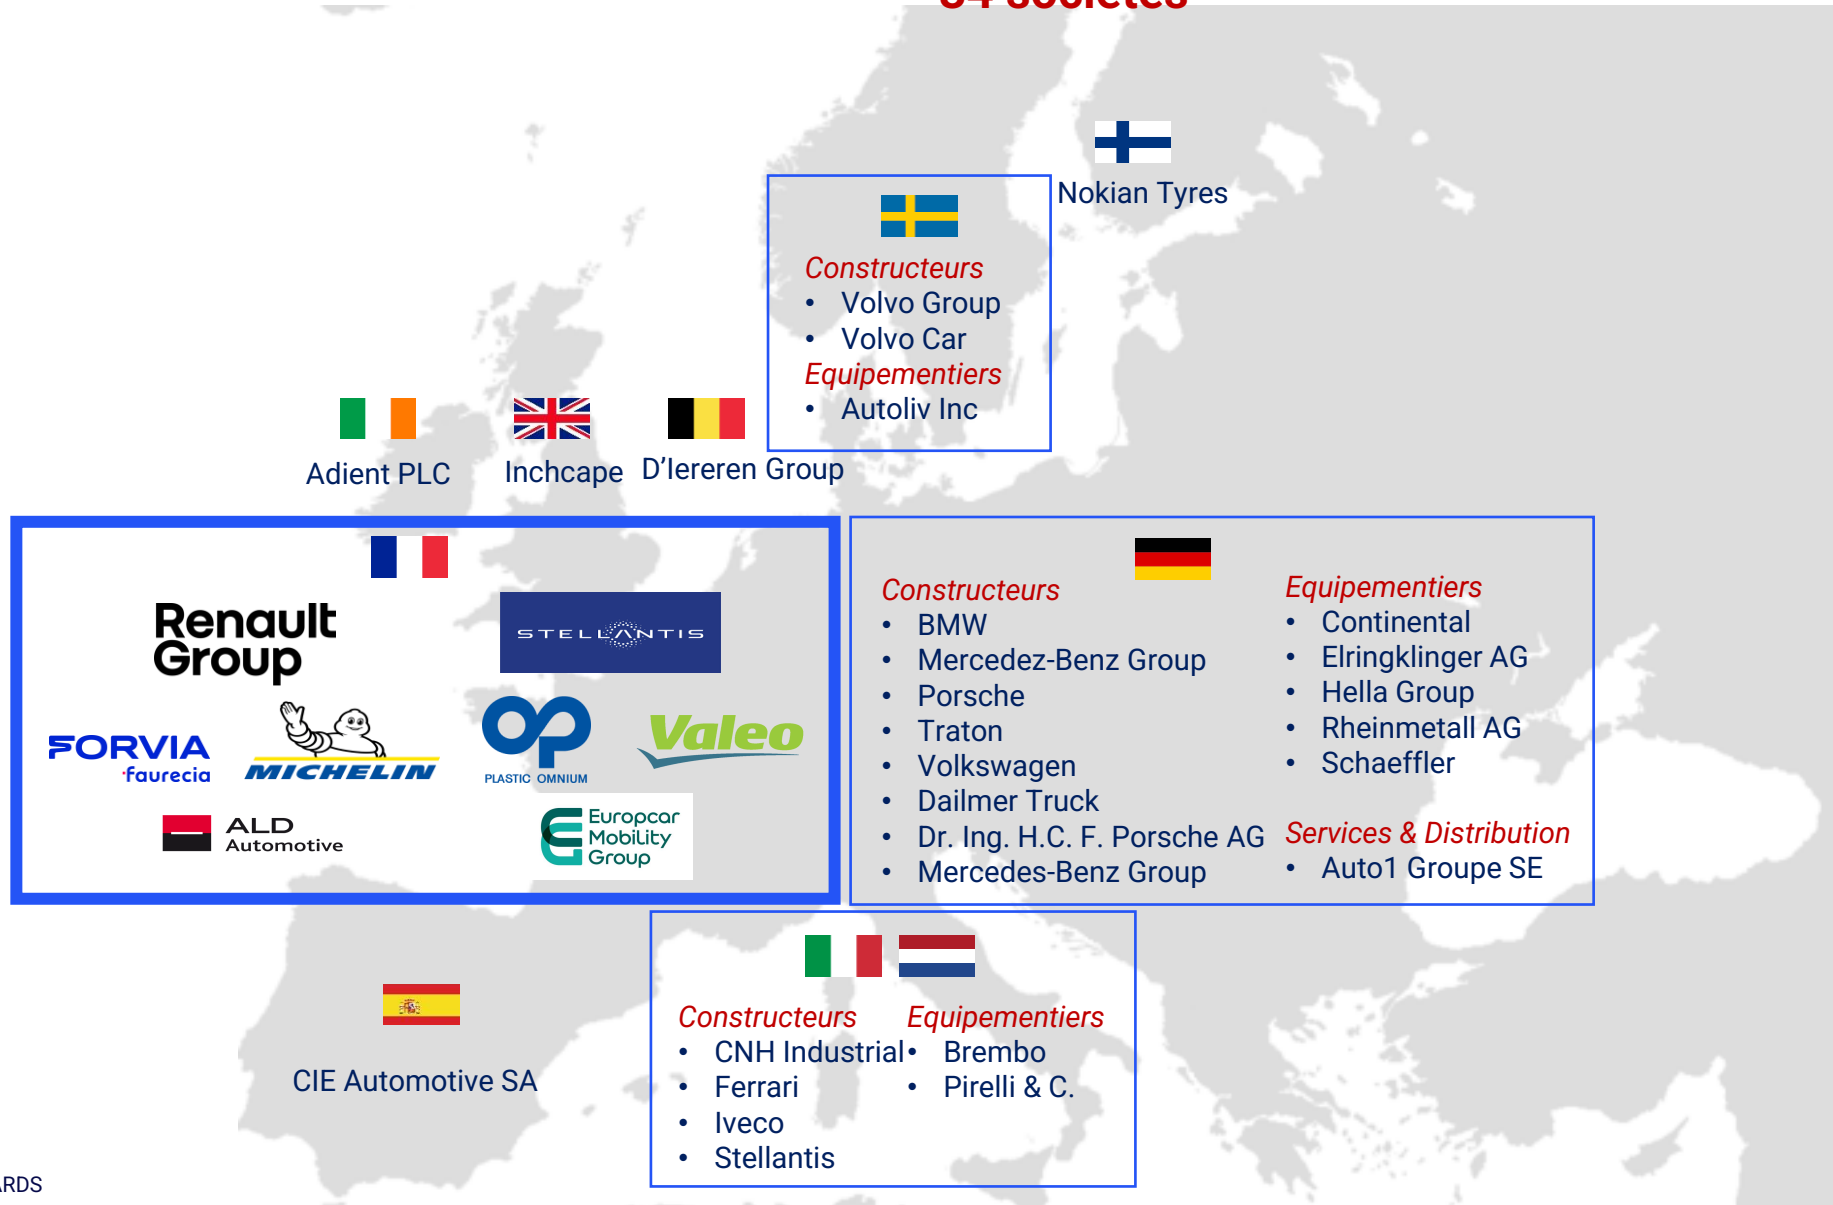 34 sociétés
Nokian Tyres
Constructeurs
• Volvo Group
• Volvo Car
Equipementiers
• Autoliv Inc
Adient PLC
Inchcape
D'Iereren Group
Renault
Group
STELLANTIS
FORVIA
faurecia
MICHELIN
PLASTIC OMNIUM
Valeo
ALD
Automotive
Europcar
Mobility
Group
Constructeurs
• BMW
• Mercedez-Benz Group
• Porsche
• Traton
• Volkswagen
• Dailmer Truck
• Dr. Ing. H.C. F. Porsche AG
• Mercedes-Benz Group
Equipementiers
• Continental
• Elringklinger AG
• Hella Group
• Rheinmetall AG
• Schaeffler
Services & Distribution
• Auto1 Groupe SE
CIE Automotive SA
Constructeurs
• CNH Industrial
• Ferrari
• Iveco
• Stellantis
Equipementiers
• Brembo
• Pirelli & C.
RDS